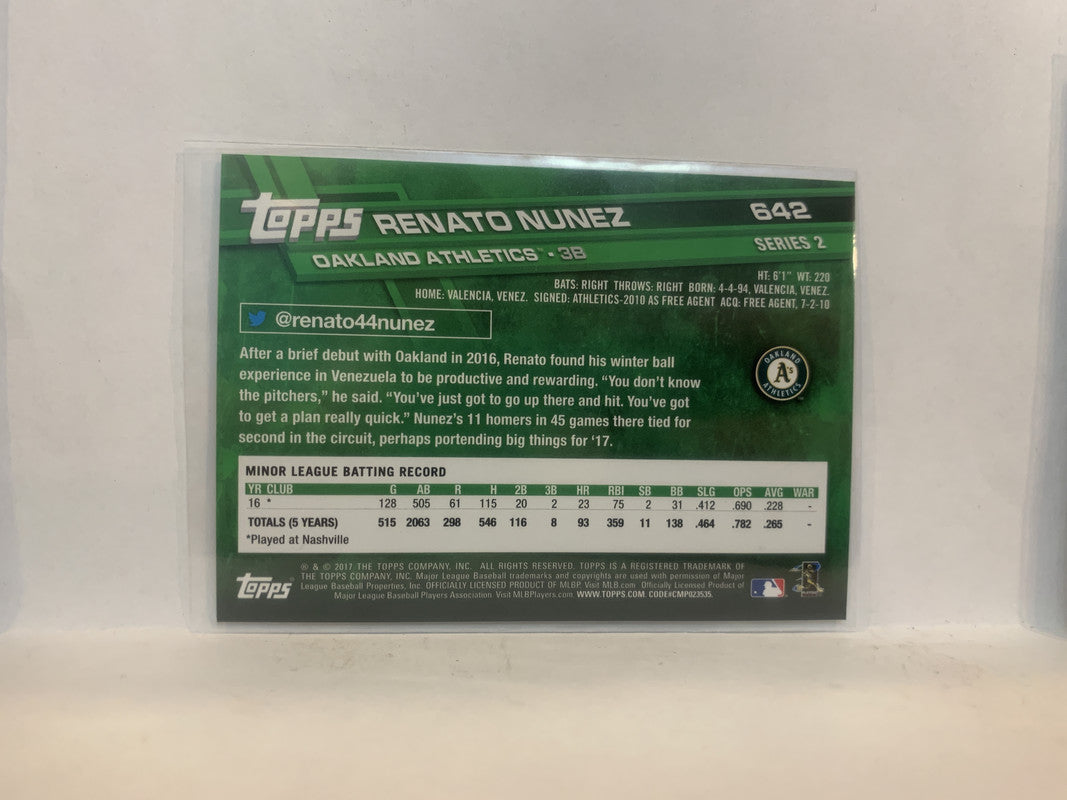 topps RENATO NUNEZ 642
OAKLAND ATHLETICS™ • 3B SERIES 2
HT: 6'1" WT: 220
BATS: RIGHT THROWS: RIGHT BORN: 4-4-94, VALENCIA, VENEZ.
HOME: VALENCIA, VENEZ. SIGNED: ATHLETICS-2010 AS FREE AGENT ACQ: FREE AGENT, 7-2-10
@renato44nunez
After a brief debut with Oakland in 2016, Renato found his winter ball
experience in Venezuela to be productive and rewarding. “You don’t know
the pitchers,” he said. “You’ve just got to go up there and hit. You’ve got
to get a plan really quick.” Nunez’s 11 homers in 45 games there tied for
second in the circuit, perhaps portending big things for ‘17.
OAKLAND A's ATHLETICS
MINOR LEAGUE BATTING RECORD
YR CLUB G AB R H 2B 3B HR RBI SB BB SLG OPS AVG WAR
16 * 128 505 61 115 20 2 23 75 2 31 .412 .690 .228 -
TOTALS (5 YEARS) 515 2063 298 546 116 8 93 359 11 138 .464 .782 .265 -
*Played at Nashville
® & © 2017 THE TOPPS COMPANY, INC. ALL RIGHTS RESERVED. TOPPS IS A REGISTERED TRADEMARK OF
THE TOPPS COMPANY, INC. Major League Baseball trademarks and copyrights are used with permission of Major
League Baseball Properties, Inc. OFFICIALLY LICENSED PRODUCT OF MLBP. Visit MLB.com Officially Licensed Product of
Major League Baseball Players Association. Visit MLBPlayers.com WWW.TOPPS.COM. CODE#CMP023535.
topps